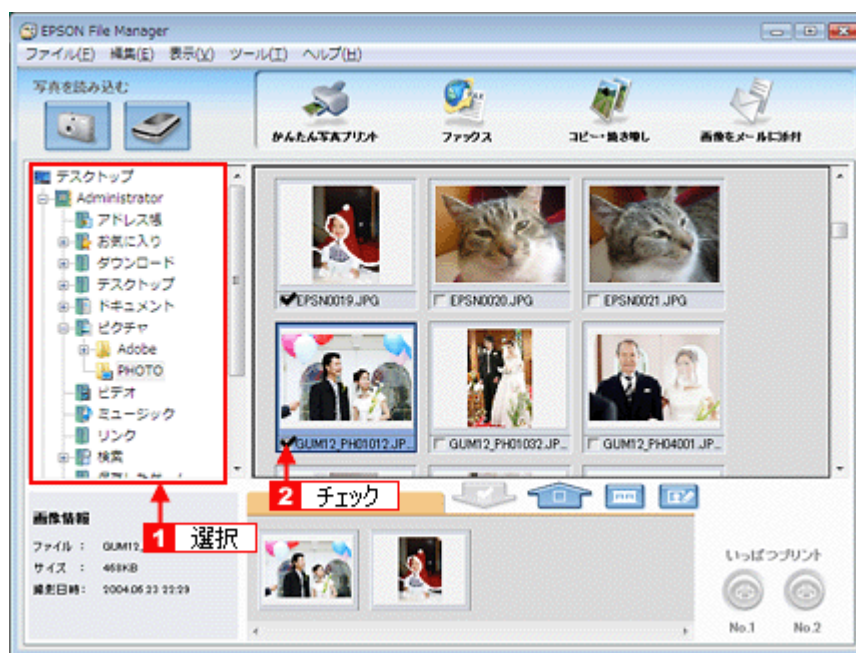 EPSON File Manager
ファイル(F) 編集(E) 表示(V) ツール(T) ヘルプ(H)
写真を読み込む
かんたん写真プリント ファックス コピー・焼き増し 画像をメールに添付
デスクトップ
Administrator
アドレス帳
お気に入り
ダウンロード
デスクトップ
ドキュメント
ピクチャ
Adobe
PHOTO
ビデオ
ミュージック
リンク
検索
EPSN0019.JPG EPSN0020.JPG EPSN0021.JPG
GUM12_PH01012.JP... GUM12_PH01032.JP... GUM12_PH04001.JP...
2 チェック
1 選択
画像情報
ファイル : GUM12_
サイズ : 468KB
撮影日時: 2004.05.23 22:29
いっぱつプリント
No.1 No.2